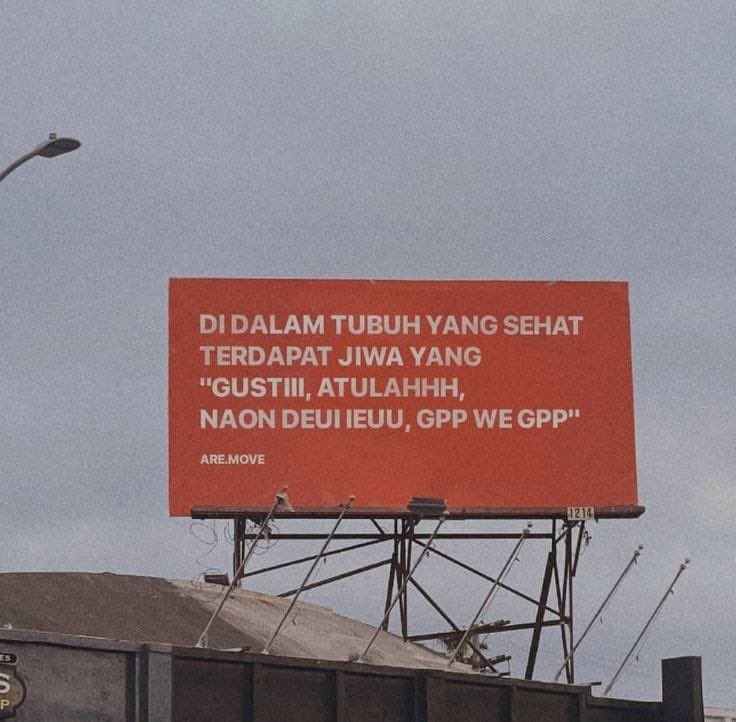 DI DALAM TUBUH YANG SEHAT
TERDAPAT JIWA YANG
"GUSTIII, ATULAHHH,
NAON DEUI IEUU, GPP WE GPP"
ARE.MOVE
1214
ES
S
P